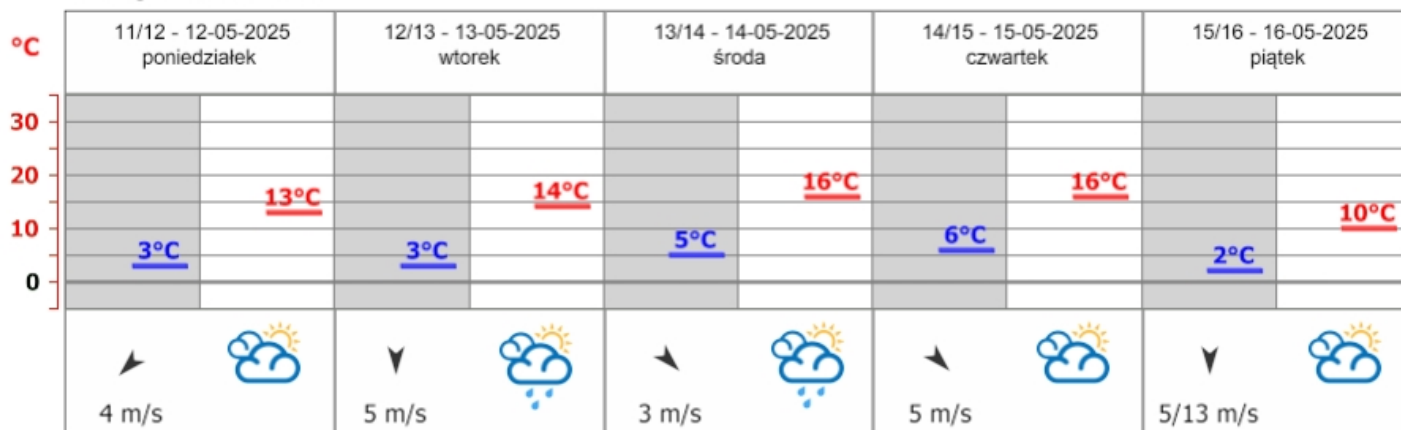 °C
11/12 - 12-05-2025
poniedziałek
12/13 - 13-05-2025
wtorek
13/14 - 14-05-2025
środa
14/15 - 15-05-2025
czwartek
15/16 - 16-05-2025
piątek
30
20
10
0
3°C
13°C
3°C
14°C
5°C
16°C
6°C
16°C
2°C
10°C
4 m/s
5 m/s
3 m/s
5 m/s
5/13 m/s